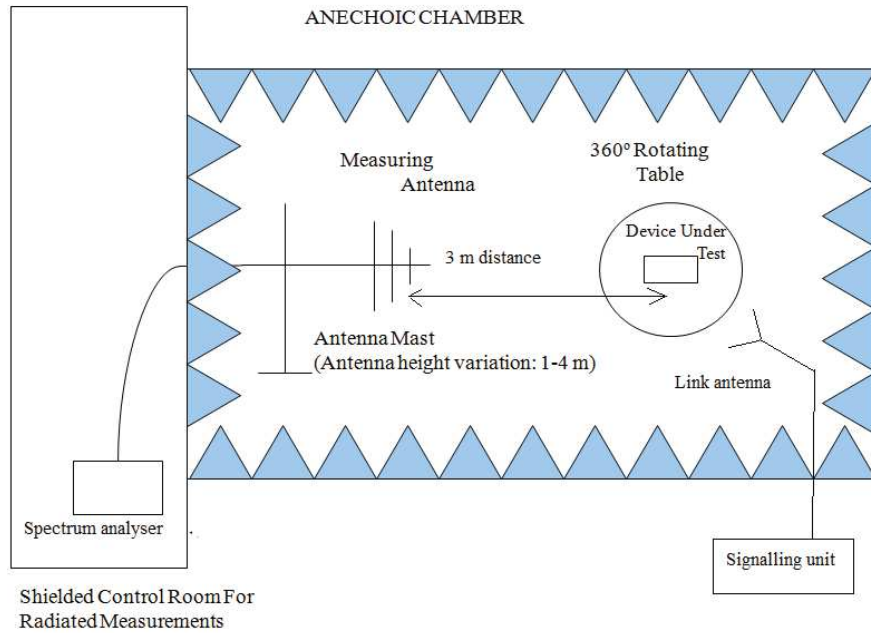 ANECHOIC CHAMBER
Measuring
Antenna
360º Rotating
Table
Device Under
Test
3 m distance
Antenna Mast
(Antenna height variation: 1-4 m)
Link antenna
Spectrum analyser
Signalling unit
Shielded Control Room For
Radiated Measurements